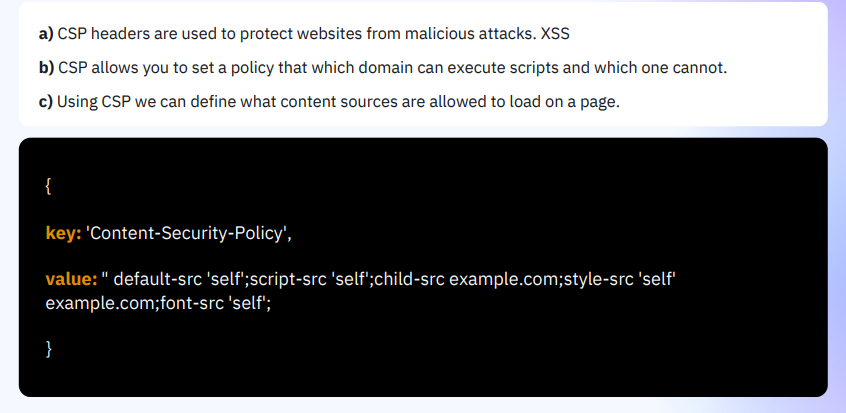 a) CSP headers are used to protect websites from malicious attacks. XSS
b) CSP allows you to set a policy that which domain can execute scripts and which one cannot.
c) Using CSP we can define what content sources are allowed to load on a page.
{
key: 'Content-Security-Policy',
value: " default-src 'self';script-src 'self';child-src example.com;style-src 'self'
example.com;font-src 'self';
}